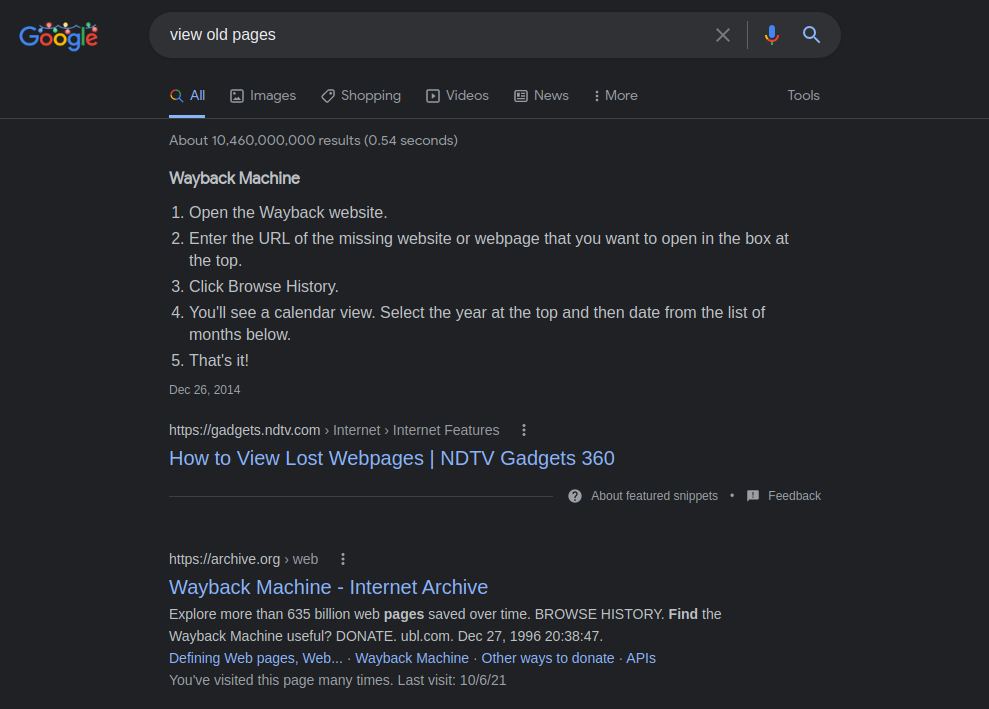 Google
view old pages
All Images Shopping Videos News More Tools
About 10,460,000,000 results (0.54 seconds)
Wayback Machine
1. Open the Wayback website.
2. Enter the URL of the missing website or webpage that you want to open in the box at
the top.
3. Click Browse History.
4. You'll see a calendar view. Select the year at the top and then date from the list of
months below.
5. That's it!
Dec 26, 2014
https://gadgets.ndtv.com › Internet › Internet Features
How to View Lost Webpages | NDTV Gadgets 360
About featured snippets • Feedback
https://archive.org › web
Wayback Machine - Internet Archive
Explore more than 635 billion web pages saved over time. BROWSE HISTORY. Find the
Wayback Machine useful? DONATE. ubl.com. Dec 27, 1996 20:38:47.
Defining Web pages, Web... · Wayback Machine · Other ways to donate · APIs
You've visited this page many times. Last visit: 10/6/21